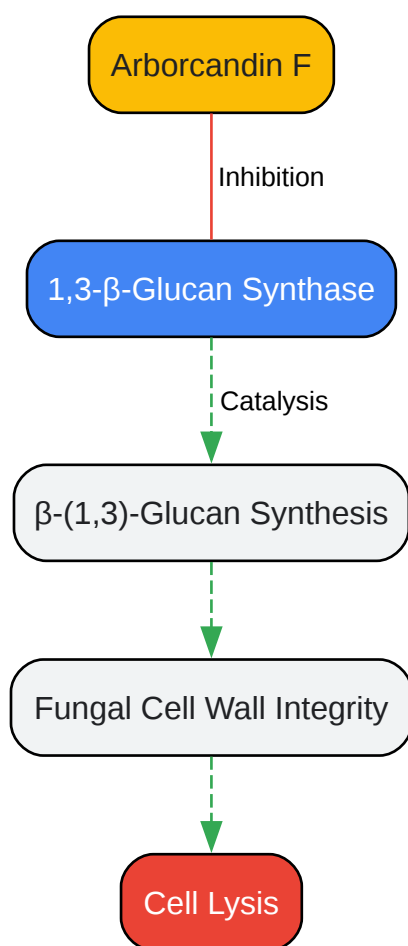 Arborcandin F
Inhibition
1,3-β-Glucan Synthase
Catalysis
β-(1,3)-Glucan Synthesis
Fungal Cell Wall Integrity
Cell Lysis